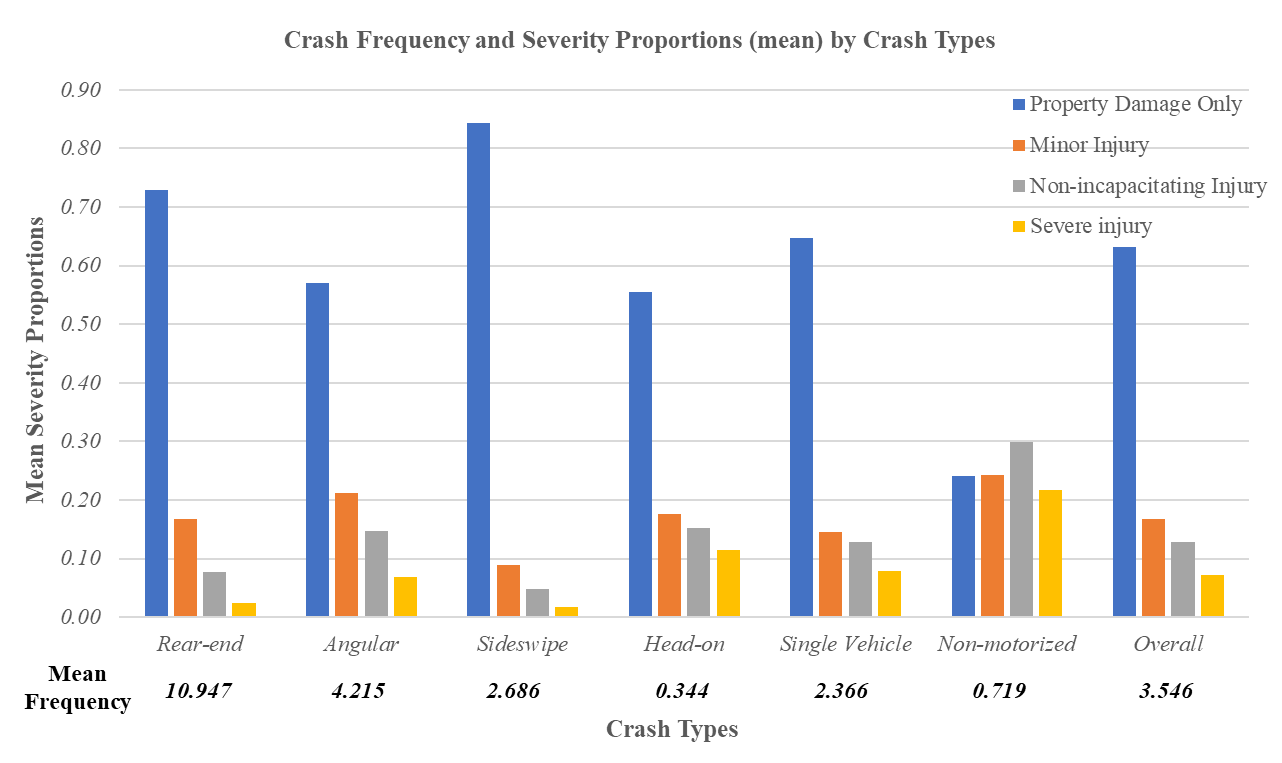 Crash Frequency and Severity Proportions (mean) by Crash Types
0.90
0.80
0.70
0.60
0.50
0.40
0.30
0.20
0.10
0.00
Mean Severity Proportions
Property Damage Only
Minor Injury
Non-incapacitating Injury
Severe injury
Rear-end Angular Sideswipe Head-on Single Vehicle Non-motorized Overall
Mean
Frequency
10.947 4.215 2.686 0.344 2.366 0.719 3.546
Crash Types